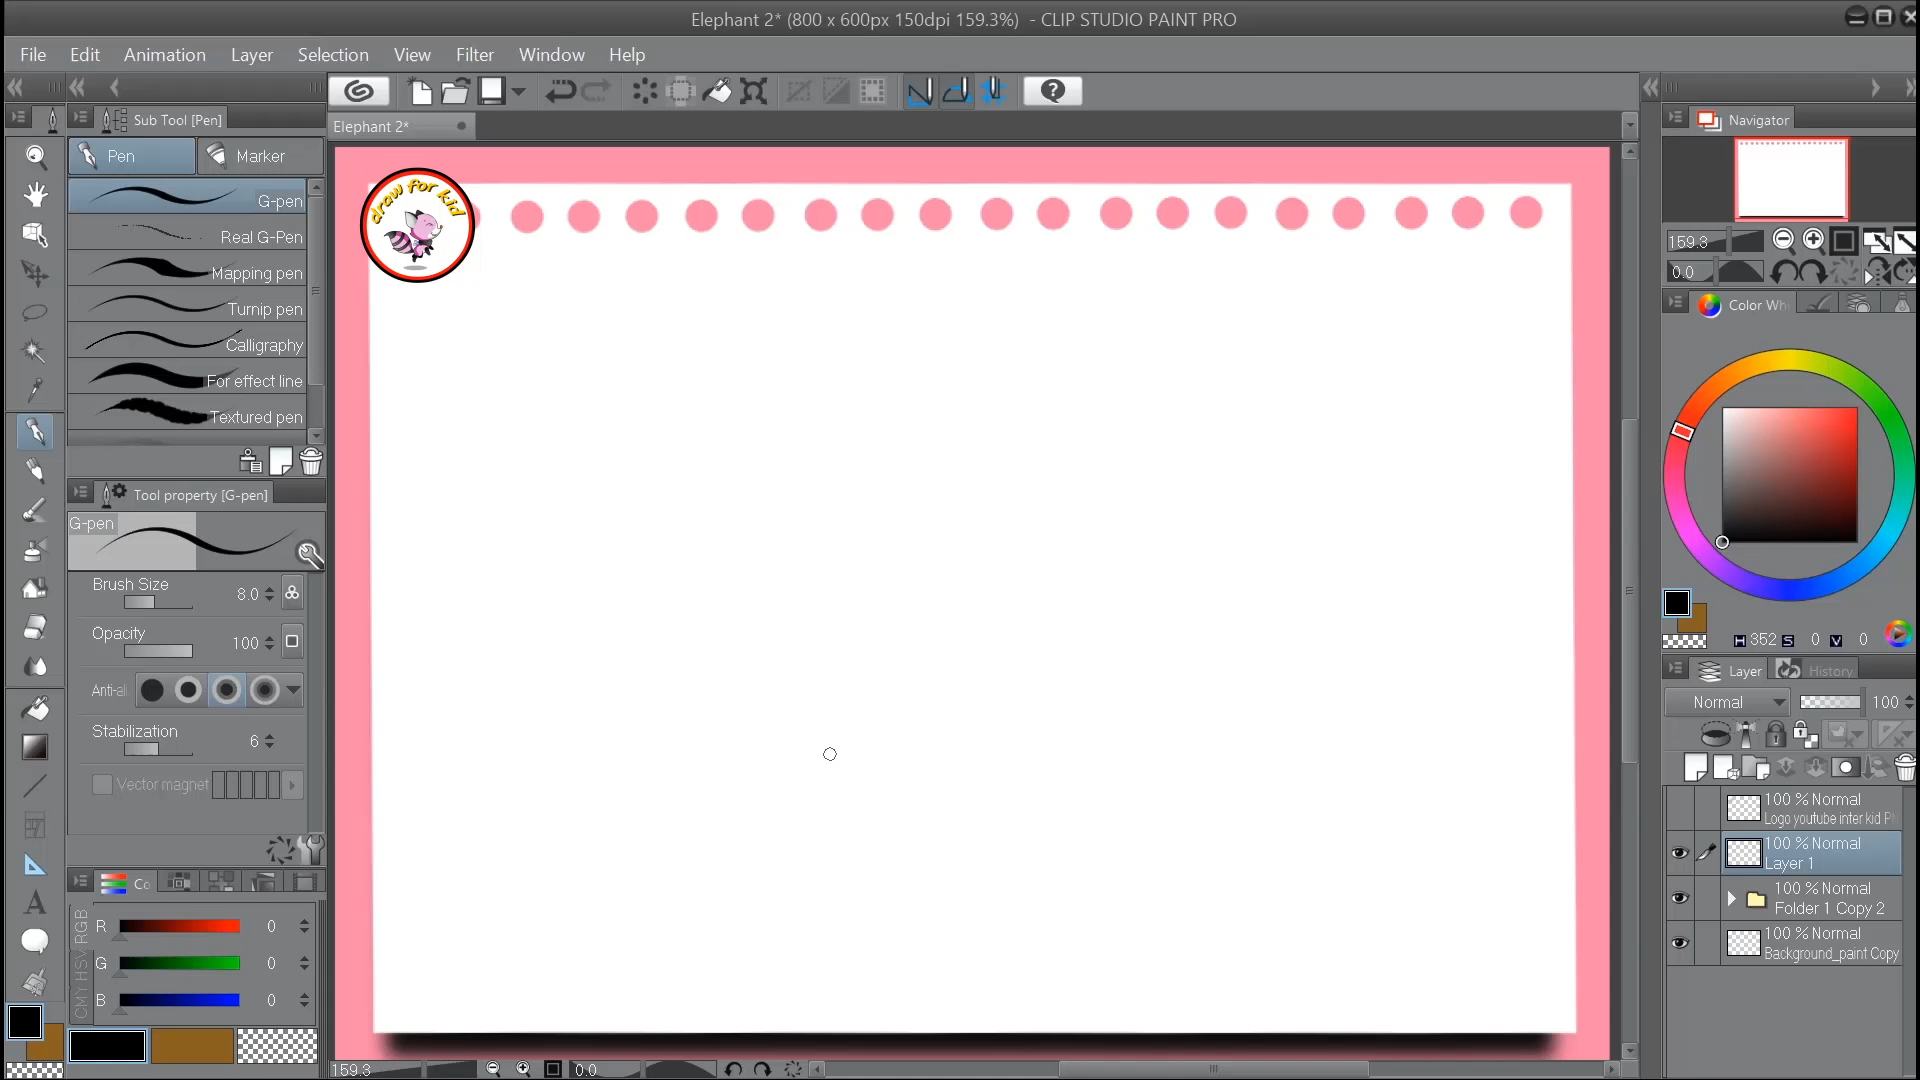 Elephant 2* (800 x 600px 150dpi 159.3%) - CLIP STUDIO PAINT PRO
File Edit Animation Layer Selection View Filter Window Help
Sub Tool [Pen]
Elephant 2*
Navigator
Pen Marker
G-pen
Real G-Pen
Mapping pen
Turnip pen
Calligraphy
For effect line
Textured pen
draw for kid
159.3
0.0
Color Wh
Tool property [G-pen]
G-pen
Brush Size
8.0
Opacity
100
Anti-al
Stabilization
6
Vector magnet
H 352 S 0 V 0
Layer History
Normal 100
100 % Normal
Logo youtube inter kid
100 % Normal
Layer 1
100 % Normal
Folder 1 Copy 2
100 % Normal
Background_paint Copy
Co
RGB
HSV
CMY
R 0
G 0
B 0
159.3 0.0